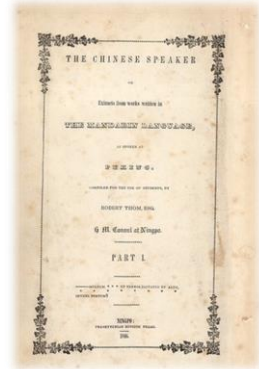 THE CHINESE SPEAKER
OR
Extracts from works written in
THE MANDARIN LANGUAGE,
AS SPOKEN AT
PEKING.
COMPILED FOR THE USE OF STUDENTS, BY
ROBERT THOM, ESQ.
H. M. Consul at Ningpo.
PART I.
NINGPO:
PRESBYTERIAN MISSION PRESS.
1846.